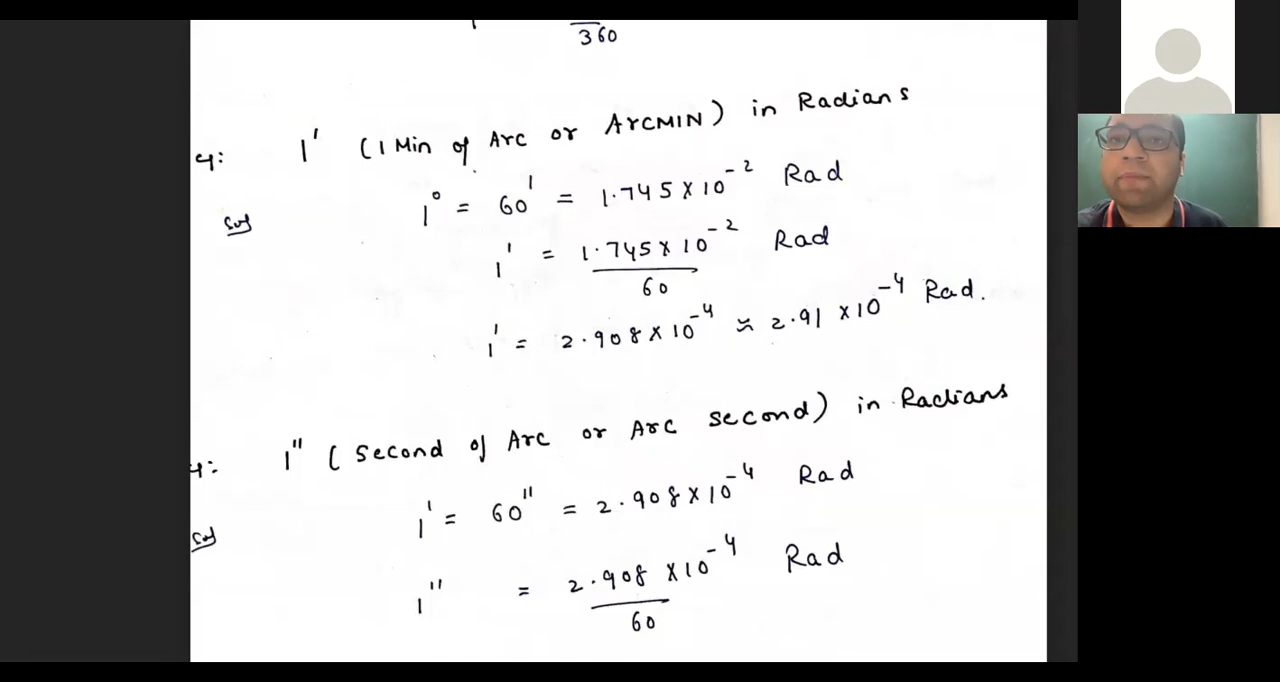 360
4: 1' (1 Min of Arc or ARCMIN) in Radians
Sol 1° = 60' = 1.745 × 10⁻² Rad
1' = 1.745 × 10⁻² Rad
60
1' = 2.908 × 10⁻⁴ ≈ 2.91 × 10⁻⁴ Rad.
4: 1" ( Second of Arc or Arc second) in Radians
Sol 1' = 60" = 2.908 × 10⁻⁴ Rad
1" = 2.908 × 10⁻⁴ Rad
60